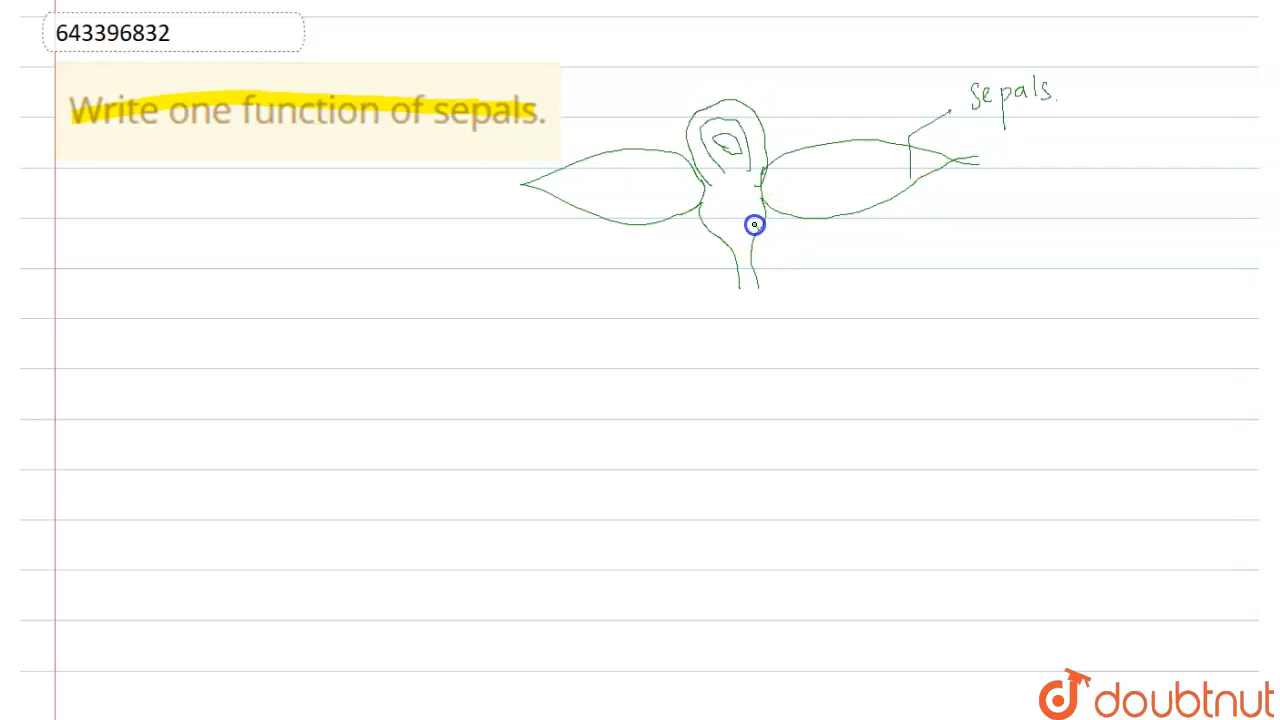 643396832
Write one function of sepals.
sepals.
doubtnut